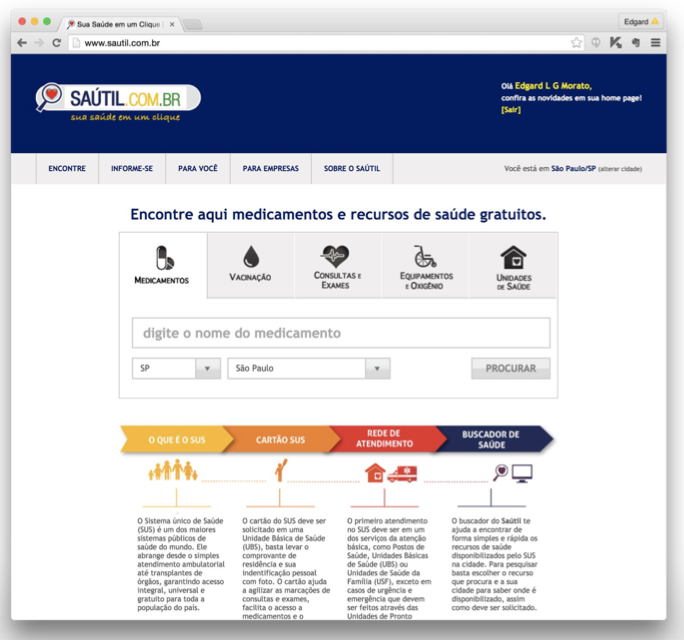 Sua Saúde em um Clique
Edgard
www.sautil.com.br
SAÚTIL.COM.BR
sua saúde em um clique
Olá Edgard L G Morato,
confira as novidades em sua home page!
[Sair]
ENCONTRE
INFORME-SE
PARA VOCÊ
PARA EMPRESAS
SOBRE O SAÚTIL
Você está em São Paulo/SP (alterar cidade)
Encontre aqui medicamentos e recursos de saúde gratuitos.
MEDICAMENTOS
VACINAÇÃO
CONSULTAS E
EXAMES
EQUIPAMENTOS
E OXIGÊNIO
UNIDADES
DE SAÚDE
digite o nome do medicamento
SP
São Paulo
PROCURAR
O QUE É O SUS
CARTÃO SUS
REDE DE
ATENDIMENTO
BUSCADOR DE
SAÚDE
O Sistema único de Saúde
(SUS) é um dos maiores
sistemas públicos de
saúde do mundo. Ele
abrange desde o simples
atendimento ambulatorial
até transplantes de
órgãos, garantindo acesso
integral, universal e
gratuito para toda a
população do país.
O cartão do SUS deve ser
solicitado em uma
Unidade Básica de Saúde
(UBS), basta levar o
comprovante de
residência e sua
indentificação pessoal
com foto. O cartão ajuda
a agilizar as marcações de
consultas e exames,
facilita o acesso a
medicamentos e o
O primeiro atendimento
no SUS deve ser em um
dos serviços da atenção
básica, como Postos de
Saúde, Unidades Básicas
de Saúde (UBS) ou
Unidades de Saúde da
Família (USF), exceto em
casos de urgência e
emergência que devem
ser feitos através das
Unidades de Pronto
O buscador do Saútil te
ajuda a encontrar de
forma simples e rápida os
recursos de saúde
disponibilizados pelo SUS
na cidade. Para pesquisar
basta escolher o recurso
que procura e a sua
cidade para saber onde é
disponibilizado, assim
como deve ser solicitado.